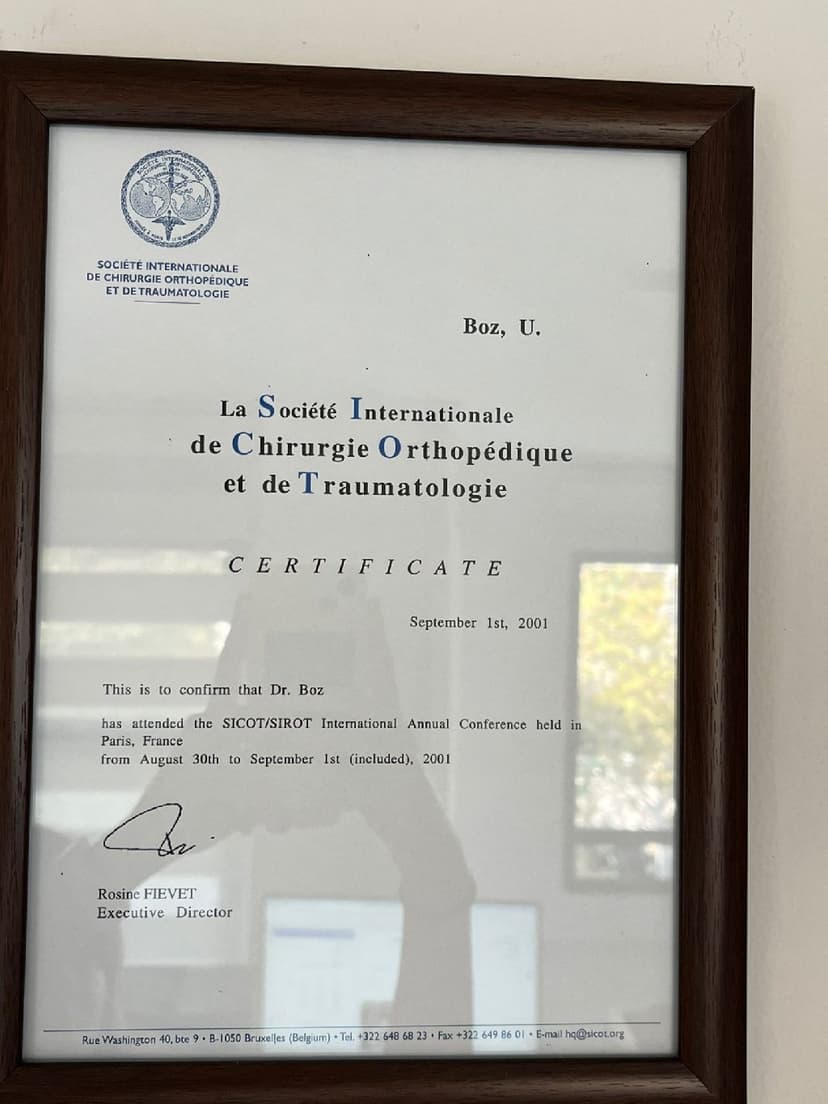 SOCIÉTÉ INTERNATIONALE
DE CHIRURGIE ORTHOPÉDIQUE
ET DE TRAUMATOLOGIE
Boz, U.
La Société Internationale
de Chirurgie Orthopédique
et de Traumatologie
CERTIFICATE
September 1st, 2001
This is to confirm that Dr. Boz
has attended the SICOT/SIROT International Annual Conference held in
Paris, France
from August 30th to September 1st (included), 2001
Rosine FIEVET
Executive Director
Rue Washington 40, bte 9 • B-1050 Bruxelles (Belgium) • Tel. +322 648 68 23 • Fax +322 649 86 01 • E-mail hq@sicot.org